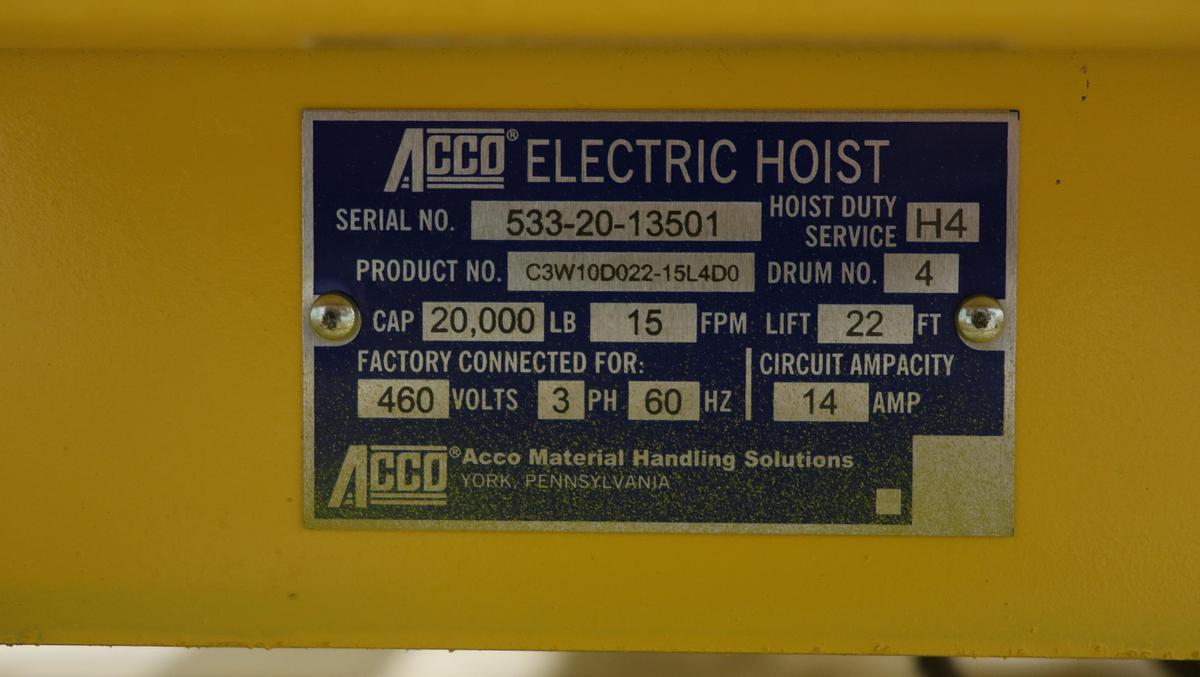 ACCO® ELECTRIC HOIST
SERIAL NO. 533-20-13501 HOIST DUTY SERVICE H4
PRODUCT NO. C3W10D022-15L4D0 DRUM NO. 4
CAP 20,000 LB 15 FPM LIFT 22 FT
FACTORY CONNECTED FOR: CIRCUIT AMPACITY
460 VOLTS 3 PH 60 HZ 14 AMP
ACCO® Acco Material Handling Solutions
YORK, PENNSYLVANIA